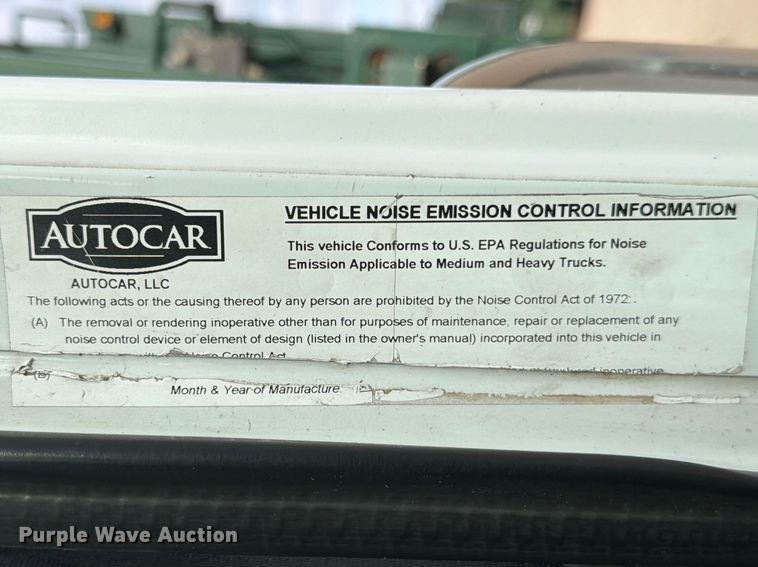 AUTOCAR
AUTOCAR, LLC
VEHICLE NOISE EMISSION CONTROL INFORMATION
This vehicle Conforms to U.S. EPA Regulations for Noise
Emission Applicable to Medium and Heavy Trucks.
The following acts or the causing thereof by any person are prohibited by the Noise Control Act of 1972:.
(A) The removal or rendering inoperative other than for purposes of maintenance, repair or replacement of any
noise control device or element of design (listed in the owner's manual) incorporated into this vehicle in
Noise Control Act
inoperative
(B)
Month & Year of Manufacture
Purple Wave Auction